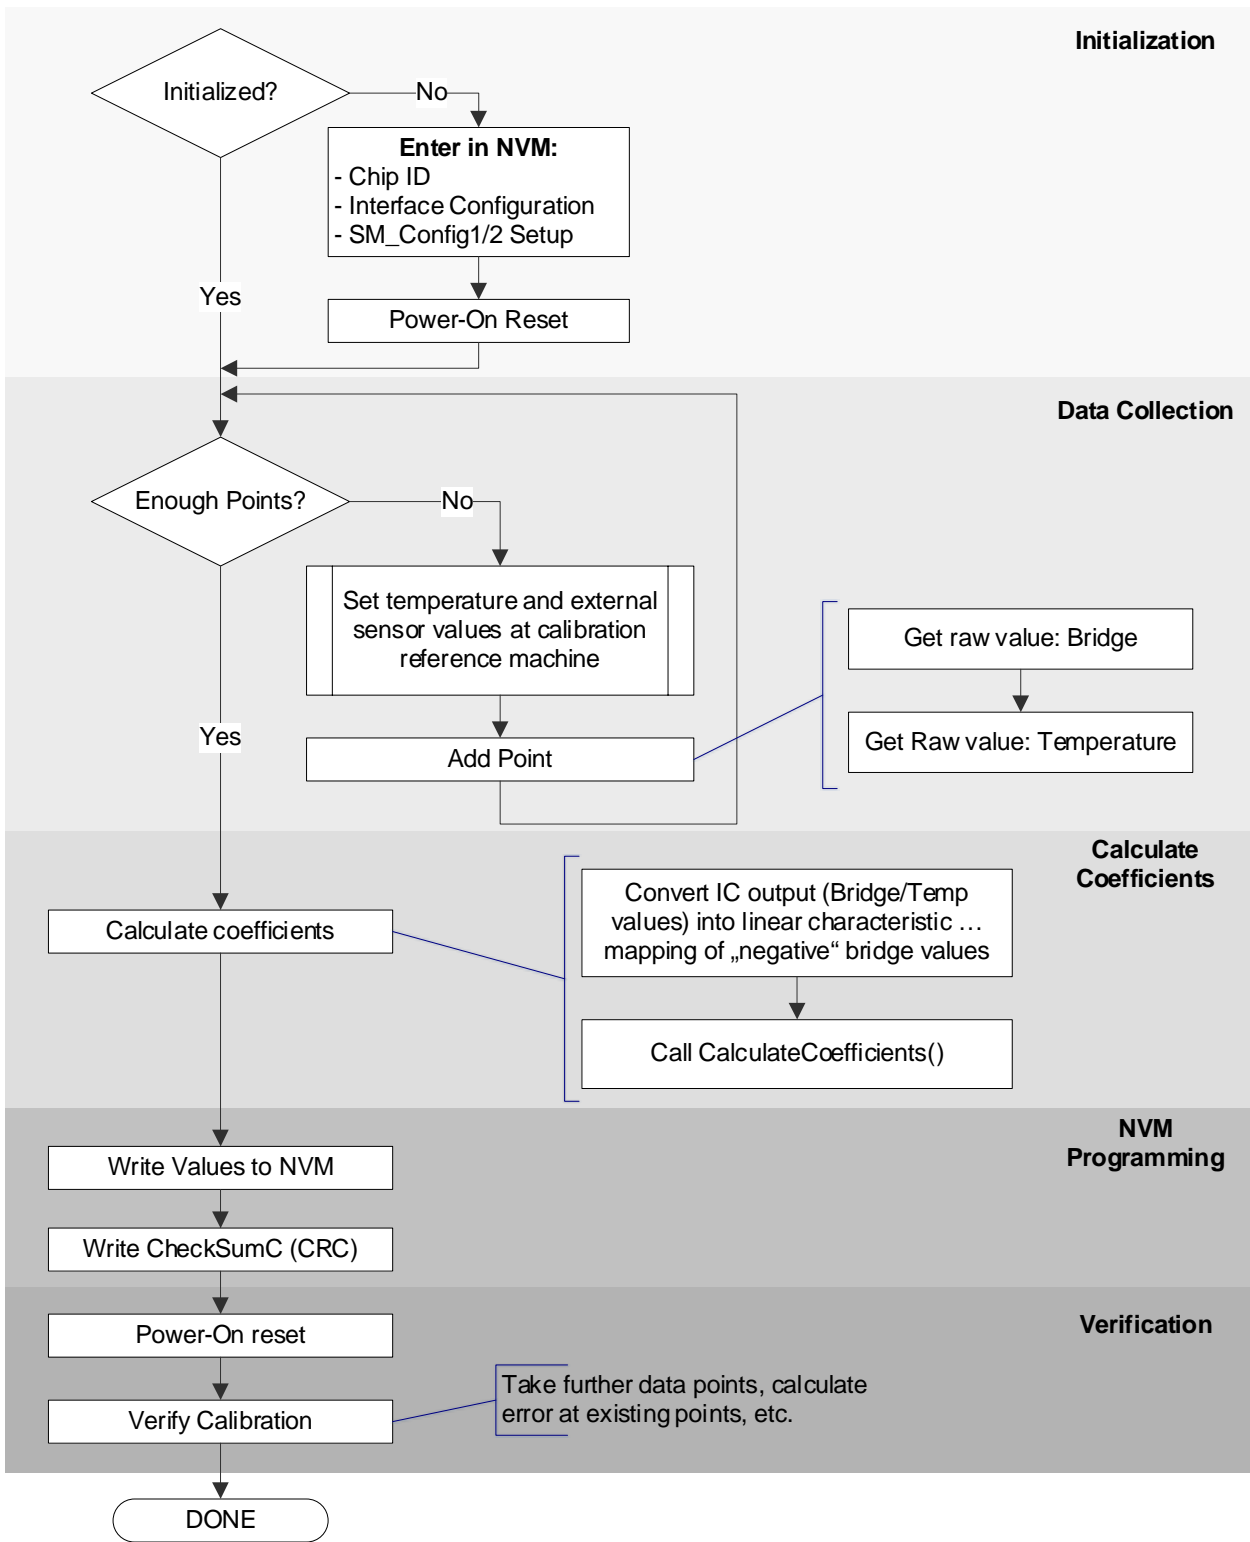 Initialization
Initialized?
No
Enter in NVM:
- Chip ID
- Interface Configuration
- SM_Config1/2 Setup
Yes
Power-On Reset
Data Collection
Enough Points?
No
Set temperature and external
sensor values at calibration
reference machine
Get raw value: Bridge
Yes
Add Point
Get Raw value: Temperature
Calculate
Coefficients
Calculate coefficients
Convert IC output (Bridge/Temp
values) into linear characteristic …
mapping of „negative“ bridge values
Call CalculateCoefficients()
NVM
Programming
Write Values to NVM
Write CheckSumC (CRC)
Verification
Power-On reset
Verify Calibration
Take further data points, calculate
error at existing points, etc.
DONE